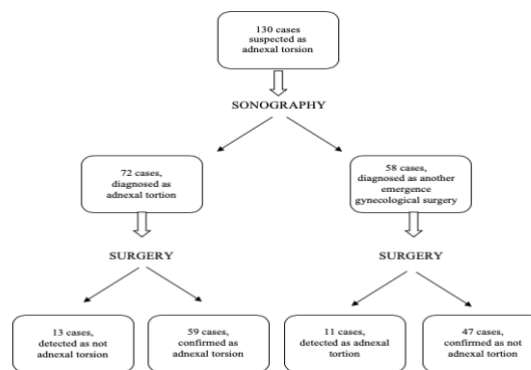 130 cases
suspected as
adnexal torsion
SONOGRAPHY
72 cases,
diagnosed as
adnexal tortion
58 cases,
diagnosed as another
emergence
gynecological surgery
SURGERY
SURGERY
13 cases,
detected as not
adnexal torsion
59 cases,
confirmed as
adnexal torsion
11 cases,
detected as adnexal
tortion
47 cases,
confirmed as not
adnexal tortion